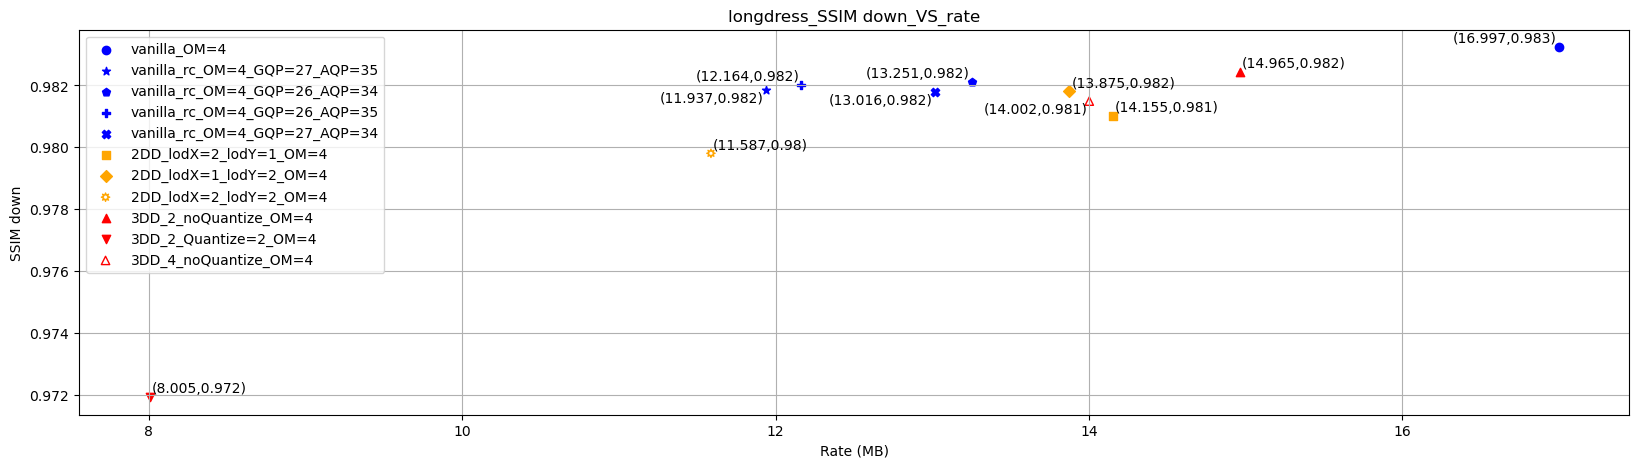 longdress_SSIM down_VS_rate
vanilla_OM=4
vanilla_rc_OM=4_GQP=27_AQP=35
vanilla_rc_OM=4_GQP=26_AQP=34
vanilla_rc_OM=4_GQP=26_AQP=35
vanilla_rc_OM=4_GQP=27_AQP=34
2DD_lodX=2_lodY=1_OM=4
2DD_lodX=1_lodY=2_OM=4
2DD_lodX=2_lodY=2_OM=4
3DD_2_noQuantize_OM=4
3DD_2_Quantize=2_OM=4
3DD_4_noQuantize_OM=4
(16.997,0.983)
(14.965,0.982)
(12.164,0.982)
(13.251,0.982)
(13.875,0.982)
(11.937,0.982)
(13.016,0.982)
(14.002,0.981)
(14.155,0.981)
(11.587,0.98)
(8.005,0.972)
0.982
0.980
0.978
0.976
0.974
0.972
SSIM down
8
10
12
14
16
Rate (MB)